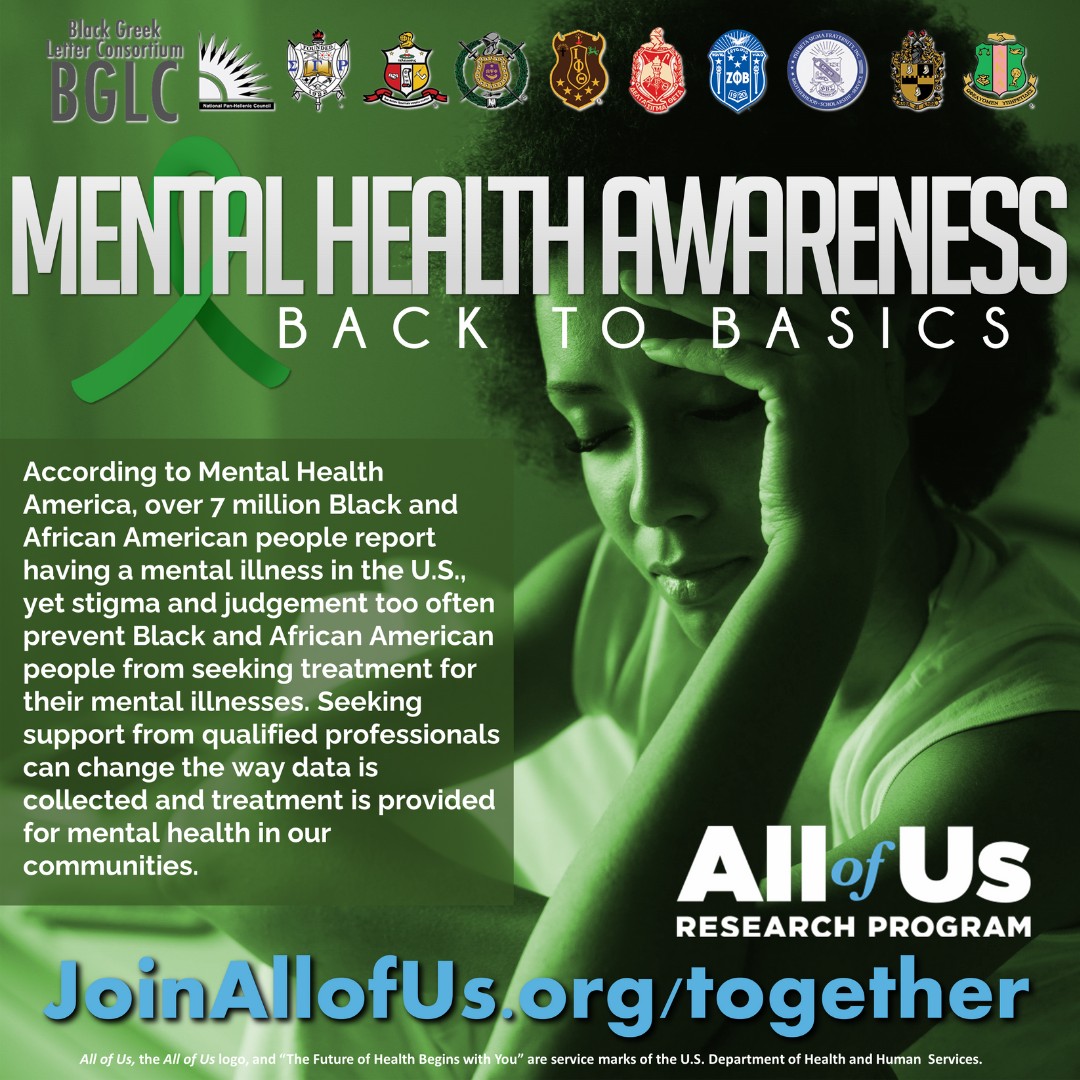 Black Greek
Letter Consortium
BGLC
National Pan-Hellenic Council
ΖΦΒ
1920
MENTAL HEALTH AWARENESS
BACK TO BASICS
According to Mental Health
America, over 7 million Black and
African American people report
having a mental illness in the U.S.,
yet stigma and judgement too often
prevent Black and African American
people from seeking treatment for
their mental illnesses. Seeking
support from qualified professionals
can change the way data is
collected and treatment is provided
for mental health in our
communities.
All of Us
RESEARCH PROGRAM
JoinAllofUs.org/together
All of Us, the All of Us logo, and “The Future of Health Begins with You” are service marks of the U.S. Department of Health and Human Services.